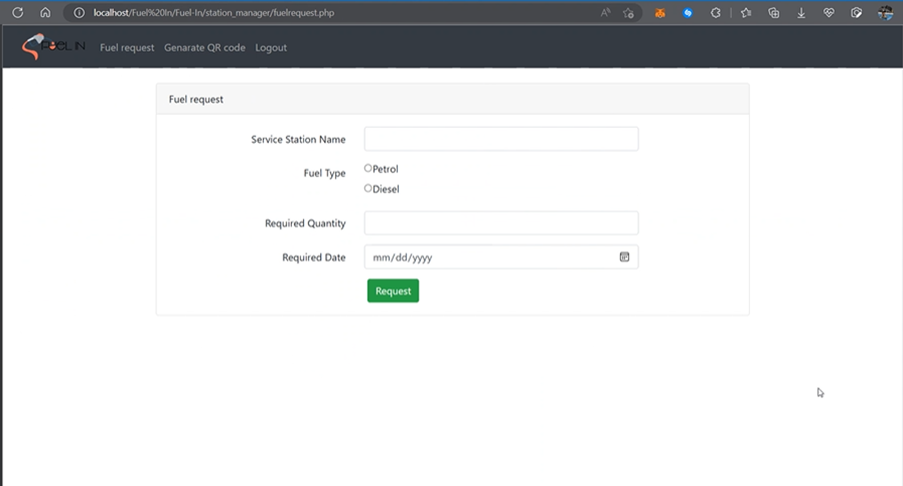 localhost/Fuel%20In/Fuel-In/station_manager/fuelrequest.php
FUEL IN
Fuel request Genarate QR code Logout
Fuel request
Service Station Name
Fuel Type
Petrol
Diesel
Required Quantity
Required Date
mm/dd/yyyy
Request